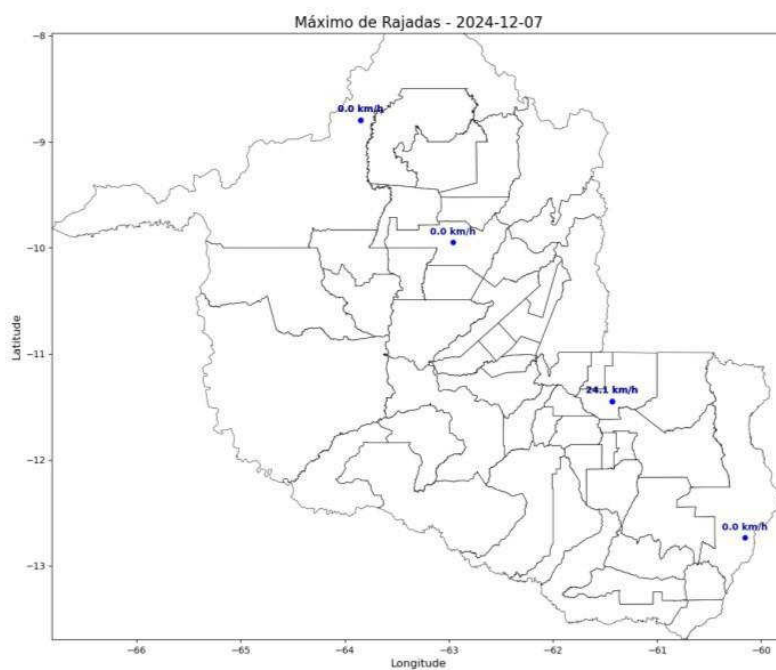 Máximo de Rajadas - 2024-12-07
−8
0.0 km/h
−9
0.0 km/h
−10
−11
24.1 km/h
−12
0.0 km/h
−13
Latitude
−66
−65
−64
−63
−62
−61
−60
Longitude